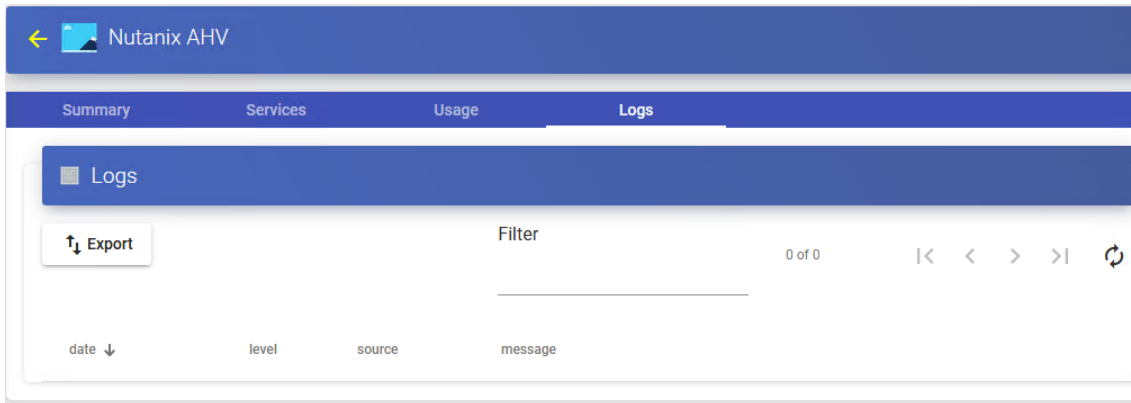 Nutanix AHV
Summary Services Usage Logs
Logs
Export
Filter
0 of 0
date level source message